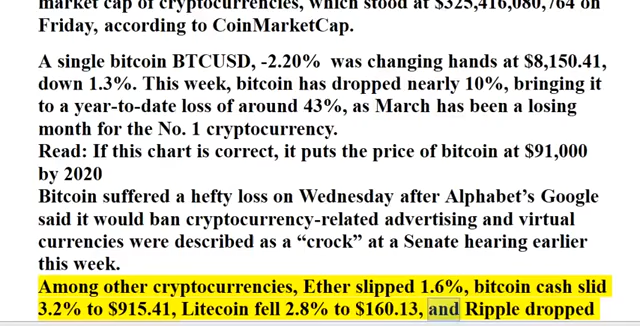 market cap of cryptocurrencies, which stood at $325,416,080,764 on
Friday, according to CoinMarketCap.
A single bitcoin BTCUSD, -2.20% was changing hands at $8,150.41,
down 1.3%. This week, bitcoin has dropped nearly 10%, bringing it
to a year-to-date loss of around 43%, as March has been a losing
month for the No. 1 cryptocurrency.
Read: If this chart is correct, it puts the price of bitcoin at $91,000
by 2020
Bitcoin suffered a hefty loss on Wednesday after Alphabet’s Google
said it would ban cryptocurrency-related advertising and virtual
currencies were described as a “crock” at a Senate hearing earlier
this week.
Among other cryptocurrencies, Ether slipped 1.6%, bitcoin cash slid
3.2% to $915.41, Litecoin fell 2.8% to $160.13, and Ripple dropped